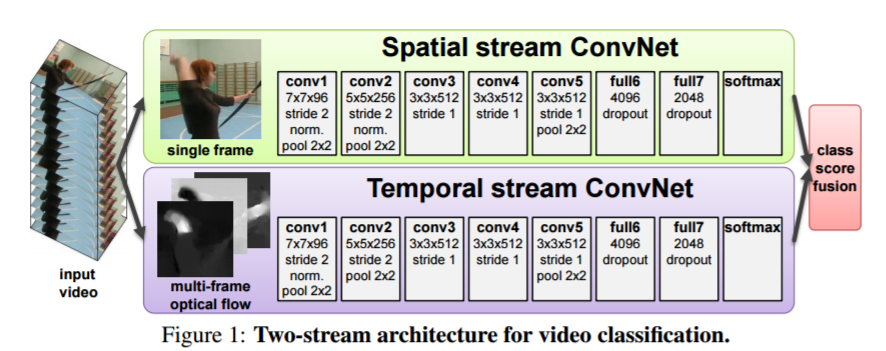 Spatial stream ConvNet
single frame
conv1
7x7x96
stride 2
norm.
pool 2x2
conv2
5x5x256
stride 2
norm.
pool 2x2
conv3
3x3x512
stride 1
conv4
3x3x512
stride 1
conv5
3x3x512
stride 1
pool 2x2
full6
4096
dropout
full7
2048
dropout
softmax
input
video
Temporal stream ConvNet
multi-frame
optical flow
conv1
7x7x96
stride 2
norm.
pool 2x2
conv2
5x5x256
stride 2
pool 2x2
conv3
3x3x512
stride 1
conv4
3x3x512
stride 1
conv5
3x3x512
stride 1
pool 2x2
full6
4096
dropout
full7
2048
dropout
softmax
class
score
fusion
Figure 1: Two-stream architecture for video classification.